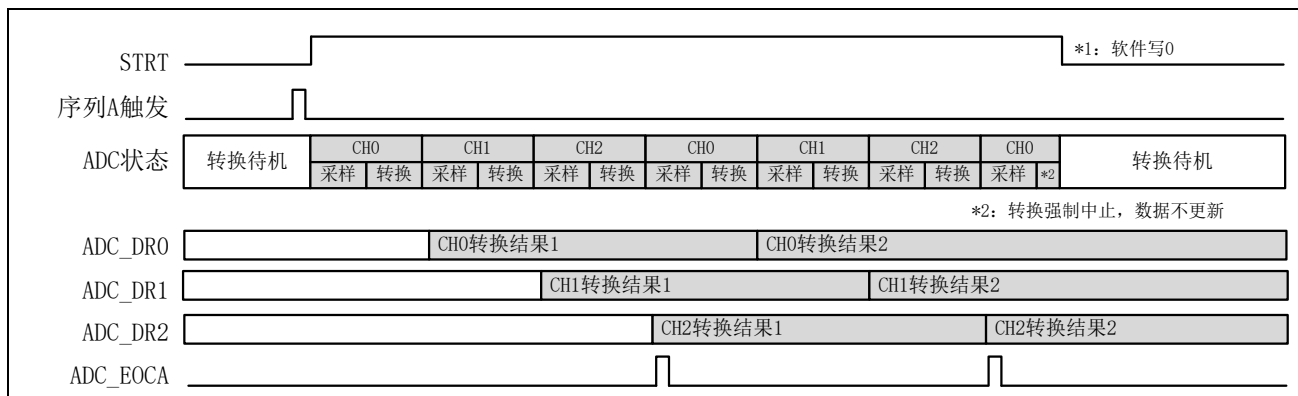 STRT
*1: 软件写0
序列A触发
ADC状态
转换待机 CH0 CH1 CH2 CH0 CH1 CH2 CH0 转换待机
采样 转换 采样 转换 采样 转换 采样 转换 采样 转换 采样 转换 采样 *2
*2: 转换强制中止，数据不更新
ADC_DR0 CH0转换结果1 CH0转换结果2
ADC_DR1 CH1转换结果1 CH1转换结果2
ADC_DR2 CH2转换结果1 CH2转换结果2
ADC_EOCA